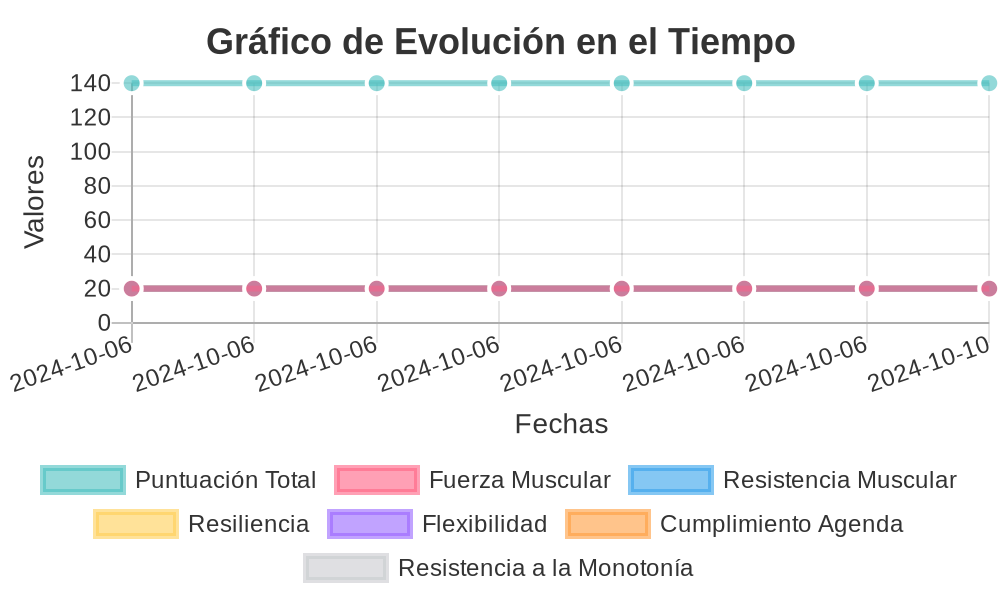 Gráfico de Evolución en el Tiempo
Valores
140
120
100
80
60
40
20
0
2024-10-06 2024-10-06 2024-10-06 2024-10-06 2024-10-06 2024-10-06 2024-10-06 2024-10-10
Fechas
Puntuación Total Fuerza Muscular Resistencia Muscular
Resiliencia Flexibilidad Cumplimiento Agenda
Resistencia a la Monotonía